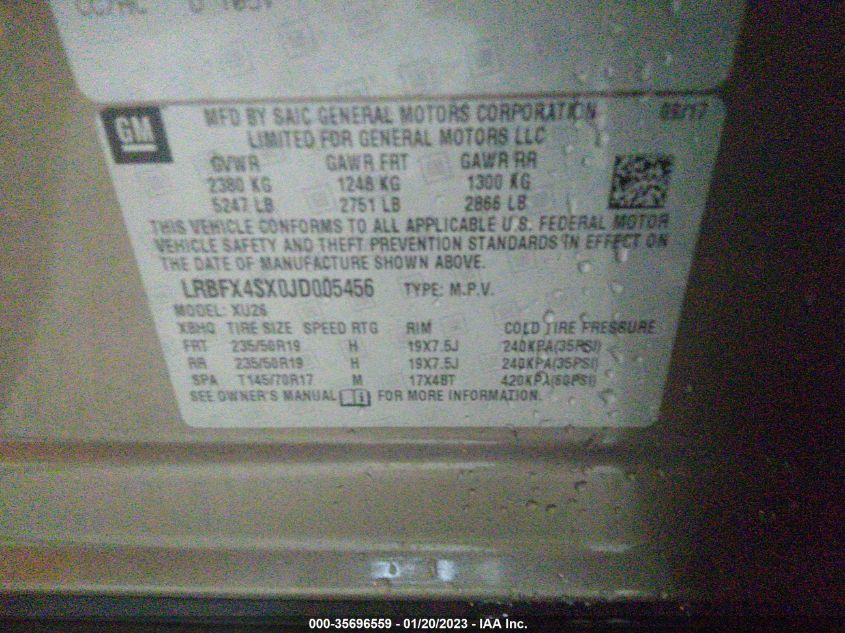 GM
MFD BY SAIC GENERAL MOTORS CORPORATION 09/17
LIMITED FOR GENERAL MOTORS LLC
GVWR GAWR FRT GAWR RR
2380 KG 1248 KG 1300 KG
5247 LB 2751 LB 2866 LB
THIS VEHICLE CONFORMS TO ALL APPLICABLE U.S. FEDERAL MOTOR
VEHICLE SAFETY AND THEFT PREVENTION STANDARDS IN EFFECT ON
THE DATE OF MANUFACTURE SHOWN ABOVE.
LRBFX4SX0JD005456 TYPE: M.P.V.
MODEL: XU26
XBHQ TIRE SIZE SPEED RTG RIM COLD TIRE PRESSURE
FRT 235/50R19 H 19X7.5J 240KPA(35PSI)
RR 235/50R19 H 19X7.5J 240KPA(35PSI)
SPA T145/70R17 M 17X4BT 420KPA(60PSI)
SEE OWNER'S MANUAL FOR MORE INFORMATION.
000-35696559 - 01/20/2023 - IAA Inc.